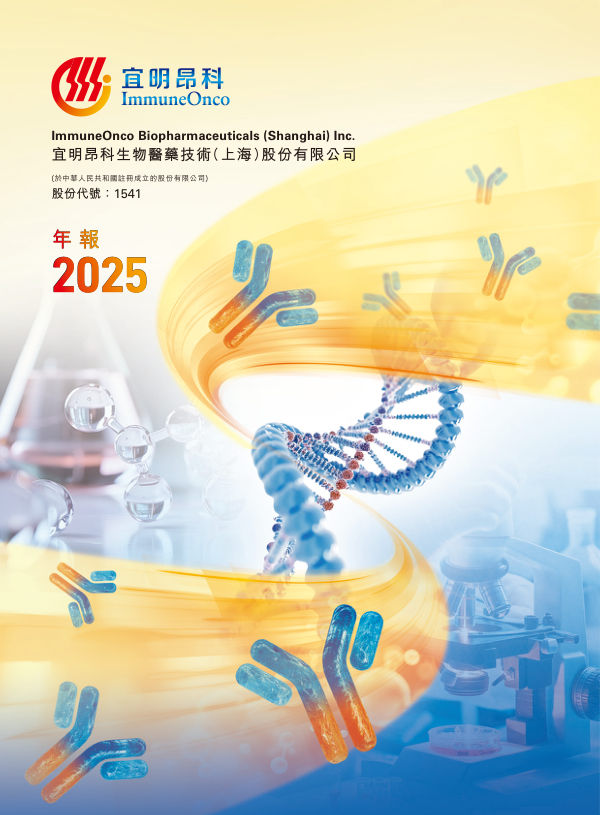 宜明昂科
ImmuneOnco
ImmuneOnco Biopharmaceuticals (Shanghai) Inc.
宜明昂科生物醫藥技術(上海)股份有限公司
(於中華人民共和國註冊成立的股份有限公司)
股份代號：1541
年報
2025